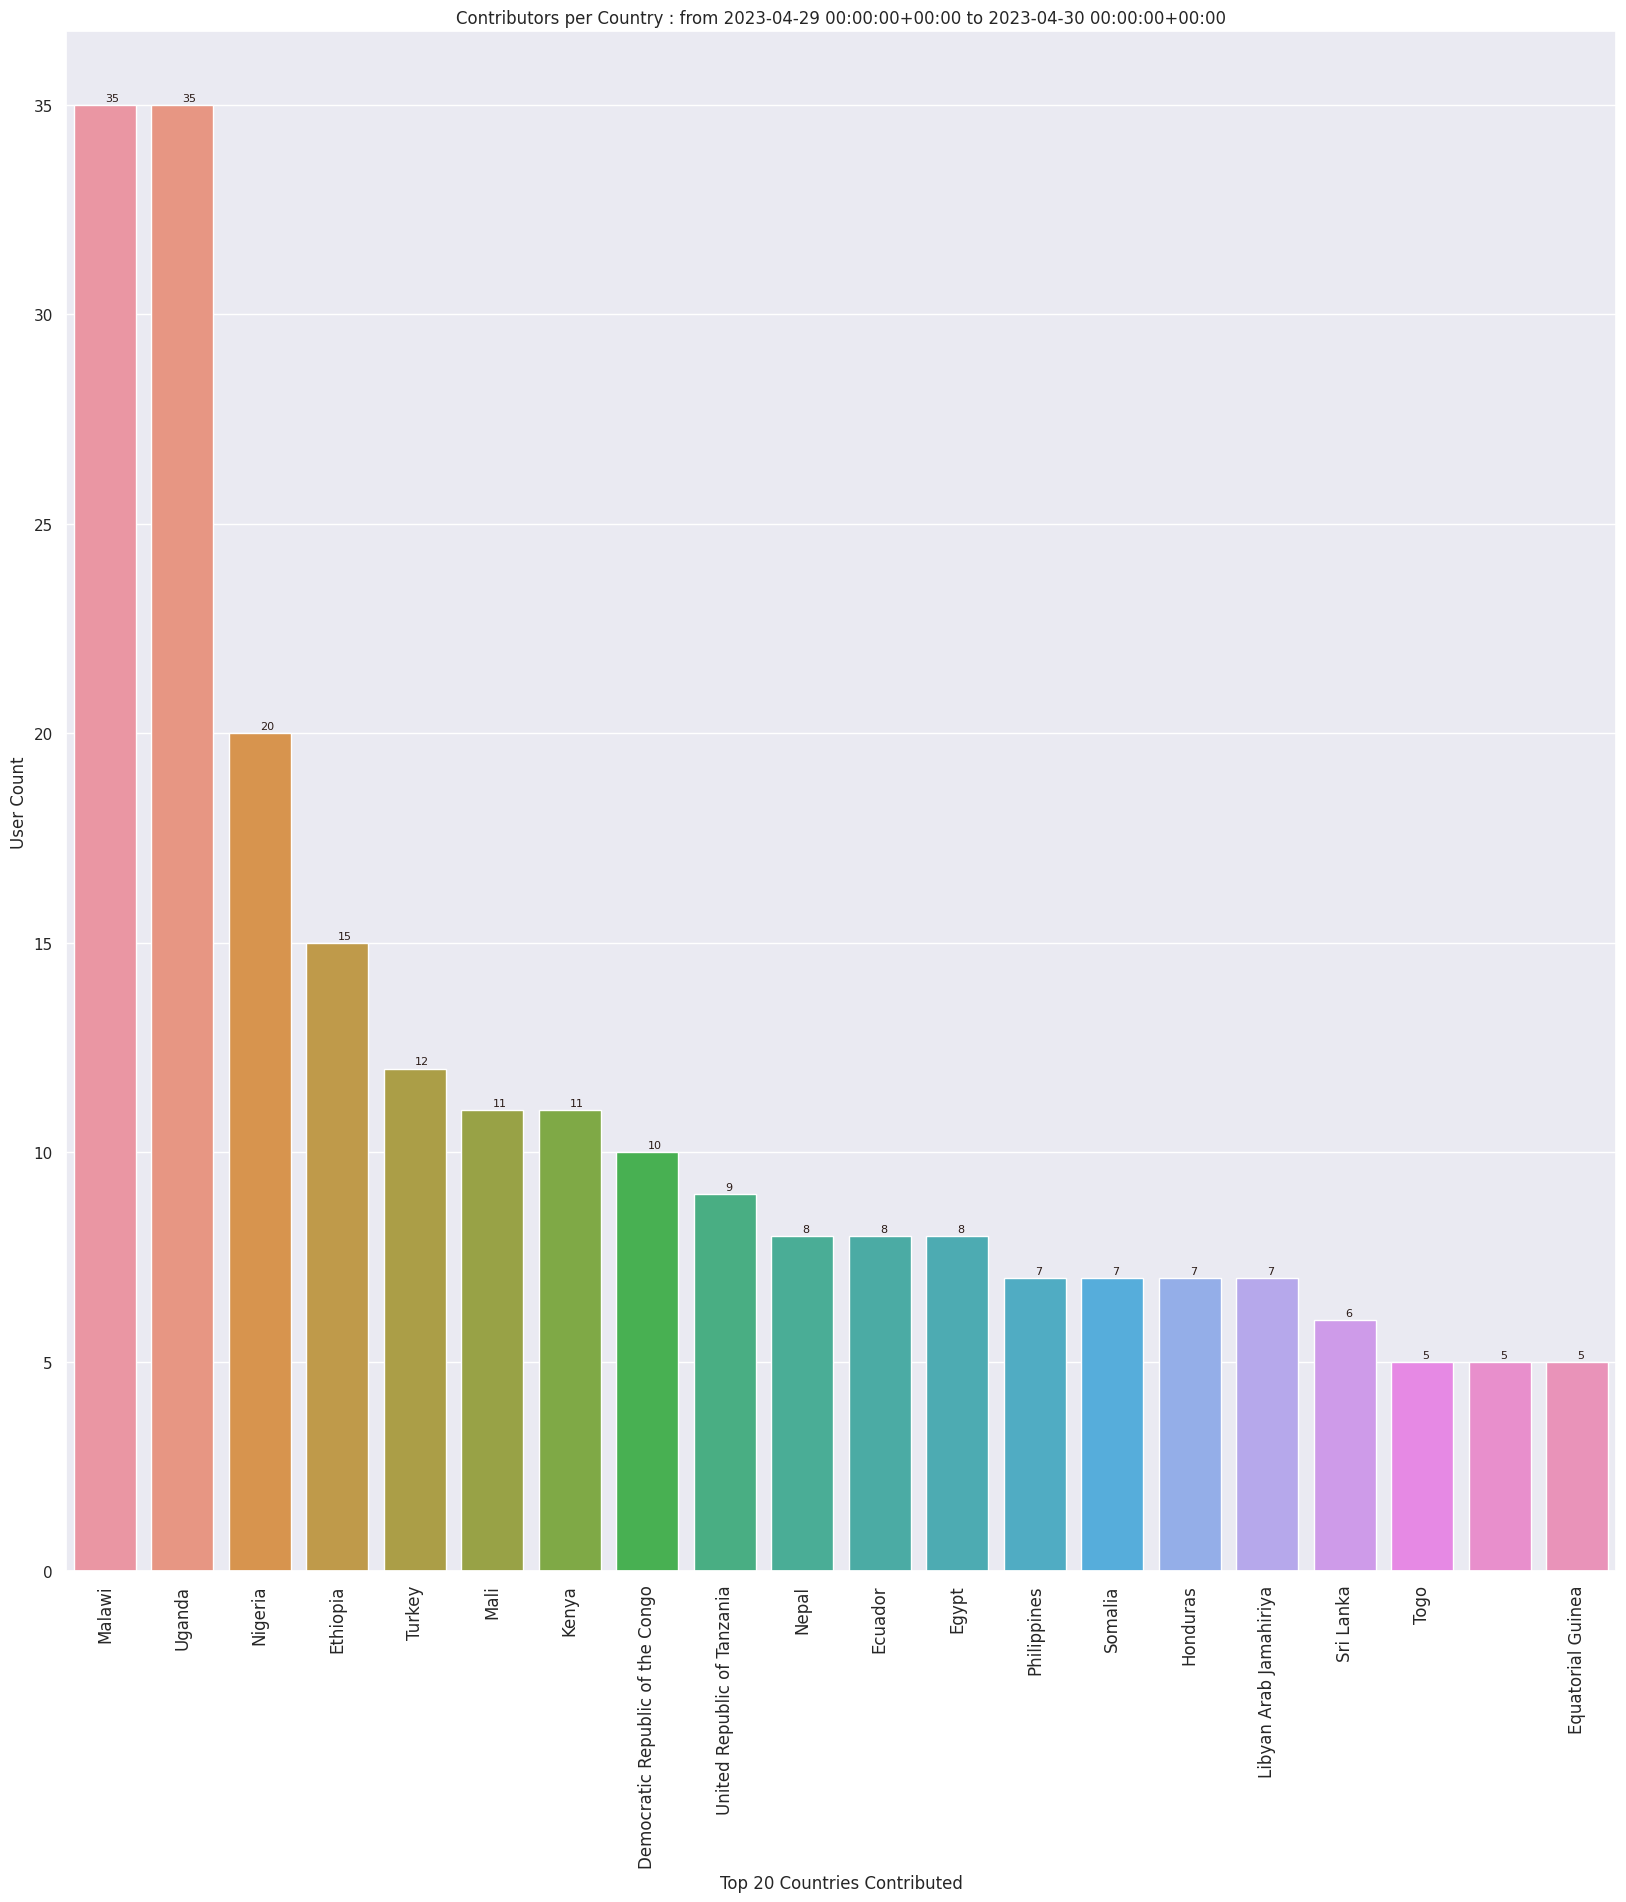 Contributors per Country : from 2023-04-29 00:00:00+00:00 to 2023-04-30 00:00:00+00:00
User Count
35
30
25
20
15
10
5
0
35
35
20
15
12
11
11
10
9
8
8
8
7
7
7
7
6
5
5
5
Malawi
Uganda
Nigeria
Ethiopia
Turkey
Mali
Kenya
Democratic Republic of the Congo
United Republic of Tanzania
Nepal
Ecuador
Egypt
Philippines
Somalia
Honduras
Libyan Arab Jamahiriya
Sri Lanka
Togo
Equatorial Guinea
Top 20 Countries Contributed